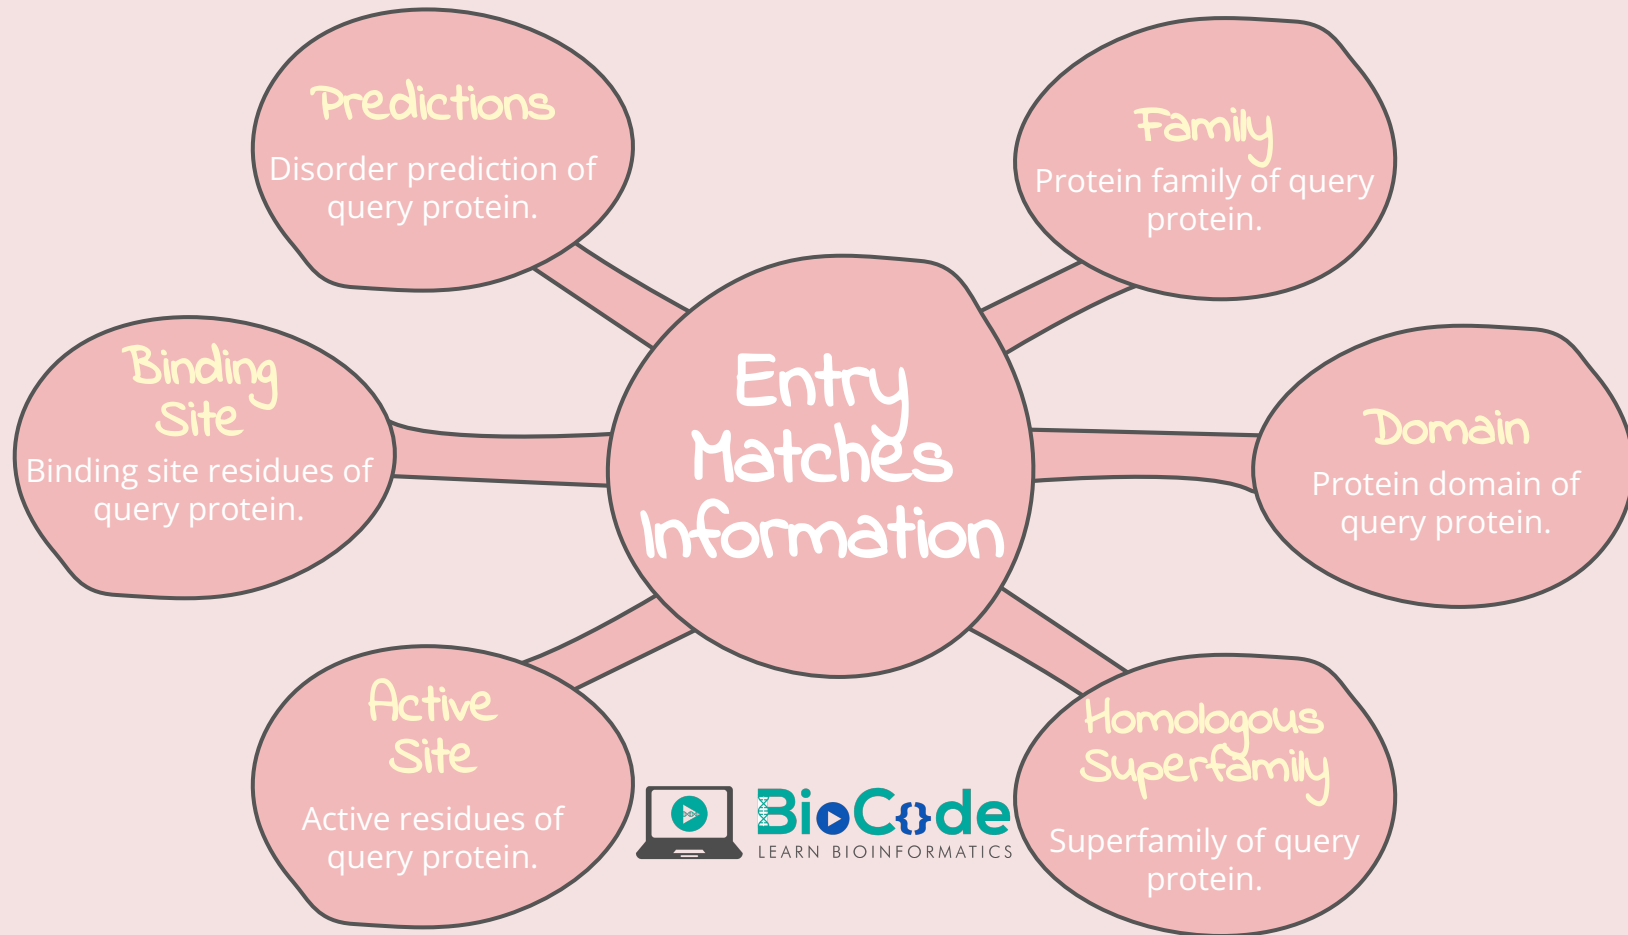 Predictions
Disorder prediction of
query protein.
Family
Protein family of query
protein.
Binding
Site
Binding site residues of
query protein.
Entry
Matches
Information
Domain
Protein domain of
query protein.
Active
Site
Active residues of
query protein.
Homologous
Superfamily
Superfamily of query
protein.
BioCode
LEARN BIOINFORMATICS